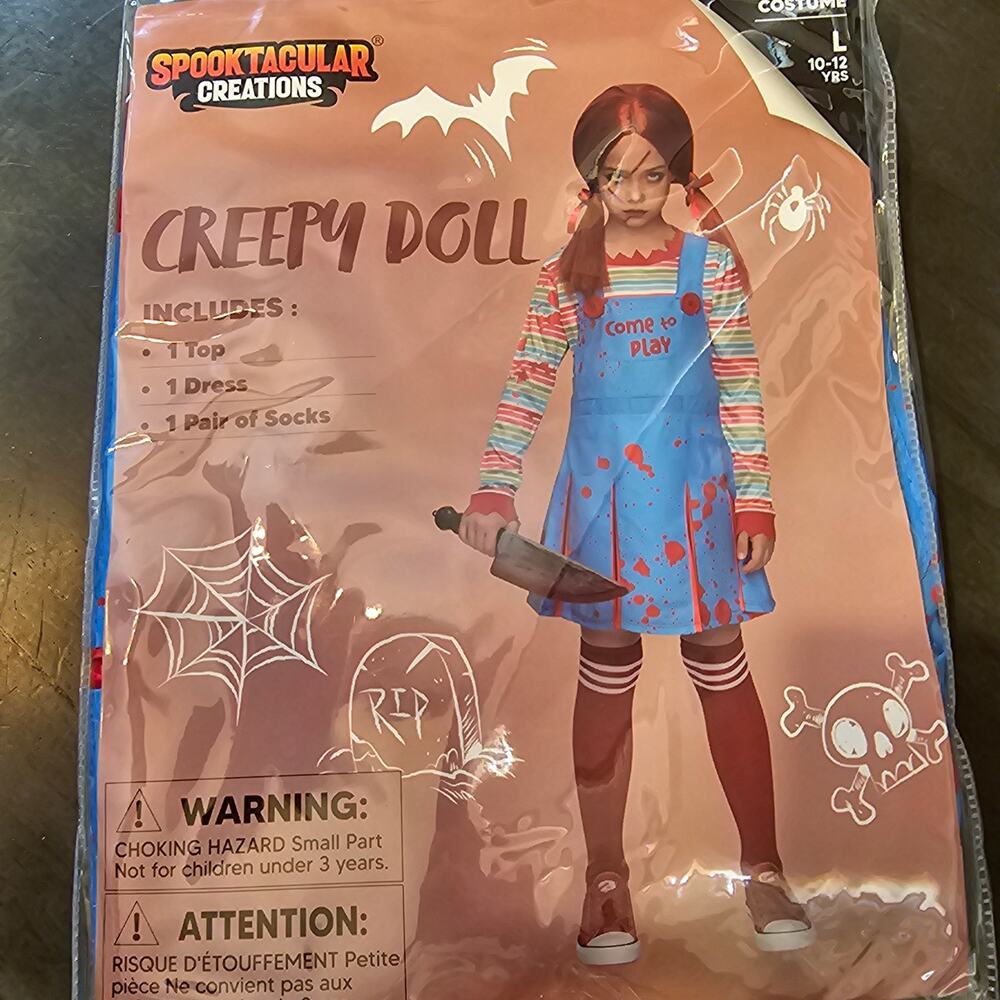 COSTUME
L
10-12
YRS
SPOOKTACULAR®
CREATIONS
CREEPY DOLL
INCLUDES :
• 1 Top
• 1 Dress
• 1 Pair of Socks
Come to
PLAY
RIP
WARNING:
CHOKING HAZARD Small Part
Not for children under 3 years.
ATTENTION:
RISQUE D'ÉTOUFFEMENT Petite
pièce Ne convient pas aux